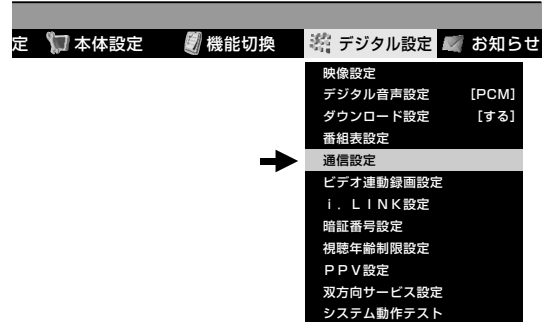 定 本体設定 機能切換 デジタル設定 お知らせ
映像設定
デジタル音声設定 [PCM]
ダウンロード設定 [する]
番組表設定
通信設定
ビデオ連動録画設定
ｉ．ＬＩＮＫ設定
暗証番号設定
視聴年齢制限設定
ＰＰＶ設定
双方向サービス設定
システム動作テスト